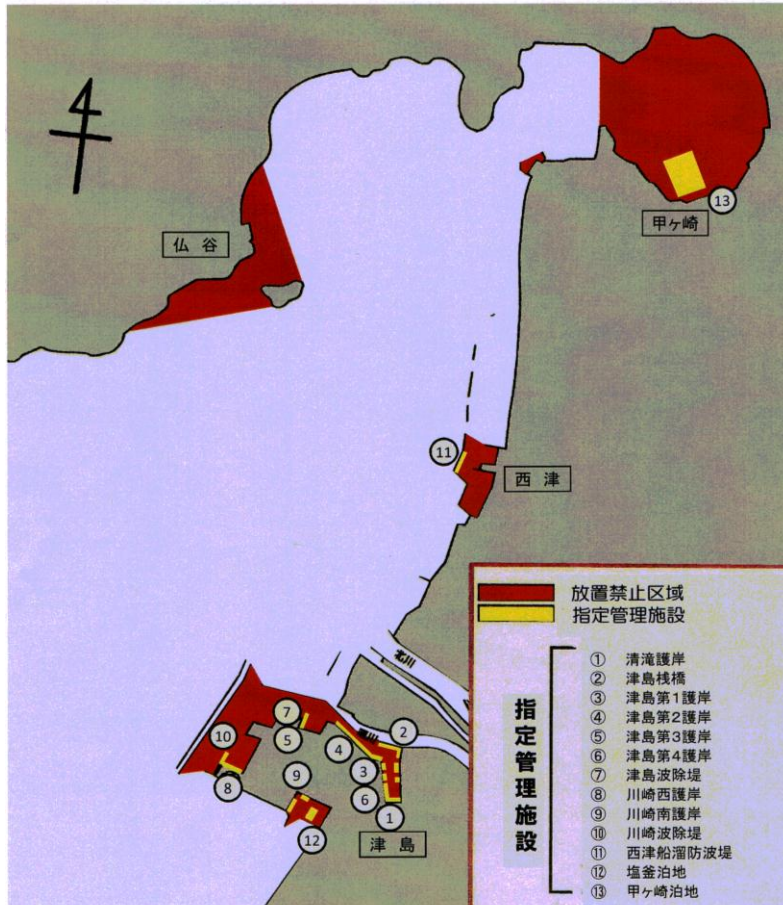 仏 谷
甲ヶ崎
⑬
⑪
西 津
北川
⑦
⑤
④
②
⑩
⑧
⑨
③
⑥
①
⑫
津 島
放置禁止区域
指定管理施設
指定管理施設
① 清滝護岸
② 津島桟橋
③ 津島第1護岸
④ 津島第2護岸
⑤ 津島第3護岸
⑥ 津島第4護岸
⑦ 津島波除堤
⑧ 川崎西護岸
⑨ 川崎南護岸
⑩ 川崎波除堤
⑪ 西津船溜防波堤
⑫ 塩釜泊地
⑬ 甲ヶ崎泊地